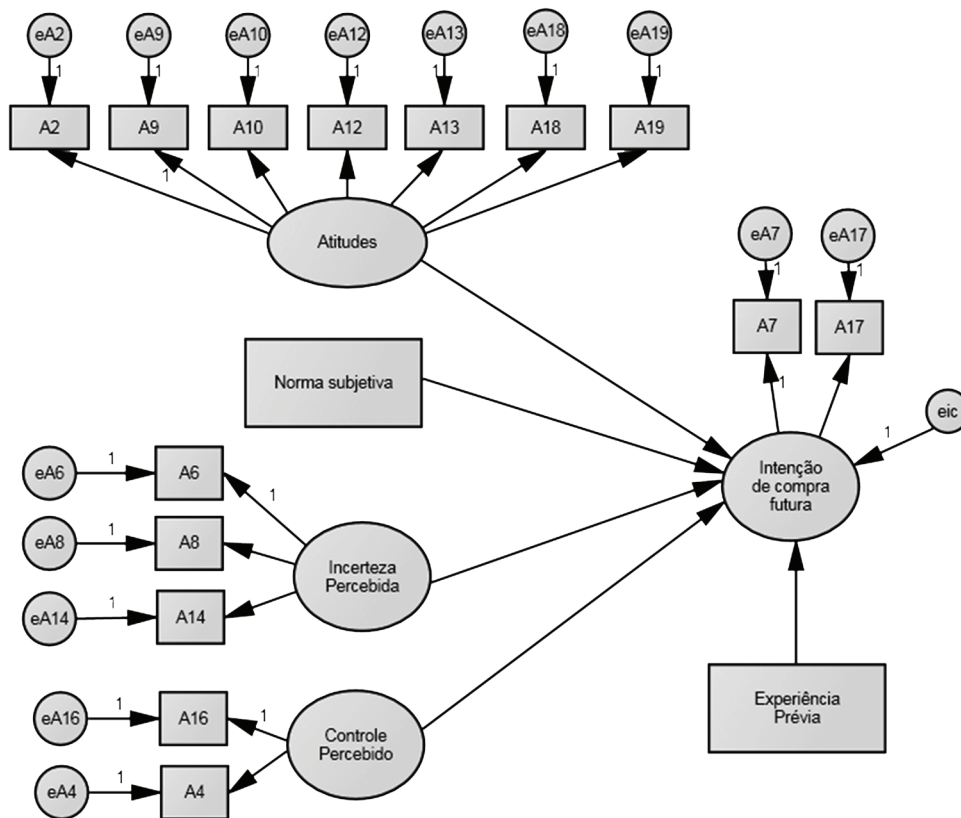 eA2 eA9 eA10 eA12 eA13 eA18 eA19
1 1 1 1 1 1 1
A2 A9 A10 A12 A13 A18 A19
1
Atitudes
eA7 eA17
1 1
A7 A17
1
Norma subjetiva
eic
1
Intenção
de compra
futura
eA6 1 A6
1
eA8 1 A8
Incerteza
Percebida
eA14 1 A14
Experiência
Prévia
eA16 1 A16
1
Controle
Percebido
eA4 1 A4